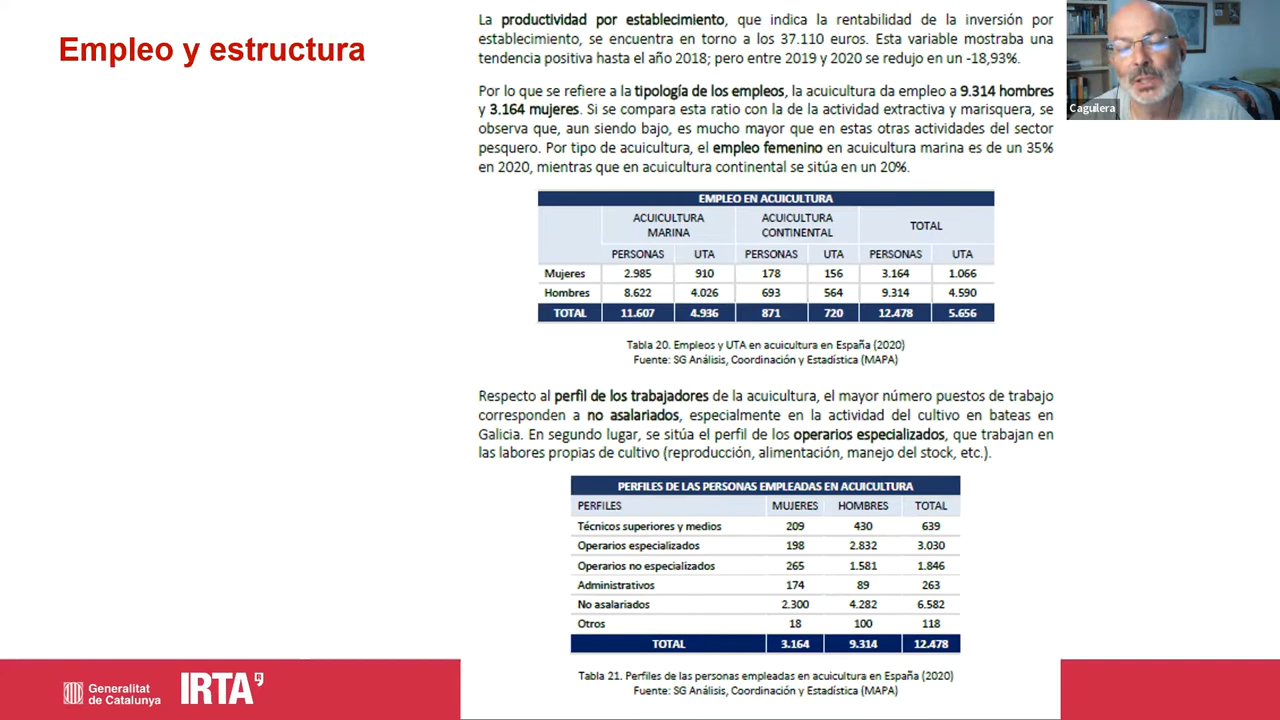 Empleo y estructura
La productividad por establecimiento, que indica la rentabilidad de la inversión por
establecimiento, se encuentra en torno a los 37.110 euros. Esta variable mostraba una
tendencia positiva hasta el año 2018; pero entre 2019 y 2020 se redujo en un -18,93%.
Por lo que se refiere a la tipología de los empleos, la acuicultura da empleo a 9.314 hombres
y 3.164 mujeres. Si se compara esta ratio con la de la actividad extractiva y marisquera, se
observa que, aun siendo bajo, es mucho mayor que en estas otras actividades del sector
pesquero. Por tipo de acuicultura, el empleo femenino en acuicultura marina es de un 35%
en 2020, mientras que en acuicultura continental se sitúa en un 20%.
EMPLEO EN ACUICULTURA
ACUICULTURA MARINA ACUICULTURA CONTINENTAL TOTAL
PERSONAS UTA PERSONAS UTA PERSONAS UTA
Mujeres 2.985 910 178 156 3.164 1.066
Hombres 8.622 4.026 693 564 9.314 4.590
TOTAL 11.607 4.936 871 720 12.478 5.656
Tabla 20. Empleos y UTA en acuicultura en España (2020)
Fuente: SG Análisis, Coordinación y Estadística (MAPA)
Respecto al perfil de los trabajadores de la acuicultura, el mayor número puestos de trabajo
corresponden a no asalariados, especialmente en la actividad del cultivo en bateas en
Galicia. En segundo lugar, se sitúa el perfil de los operarios especializados, que trabajan en
las labores propias de cultivo (reproducción, alimentación, manejo del stock, etc.).
PERFILES DE LAS PERSONAS EMPLEADAS EN ACUICULTURA
PERFILES MUJERES HOMBRES TOTAL
Técnicos superiores y medios 209 430 639
Operarios especializados 198 2.832 3.030
Operarios no especializados 265 1.581 1.846
Administrativos 174 89 263
No asalariados 2.300 4.282 6.582
Otros 18 100 118
TOTAL 3.164 9.314 12.478
Tabla 21. Perfiles de las personas empleadas en acuicultura en España (2020)
Fuente: SG Análisis, Coordinación y Estadística (MAPA)
Caguilera
Generalitat
de Catalunya
IRTA